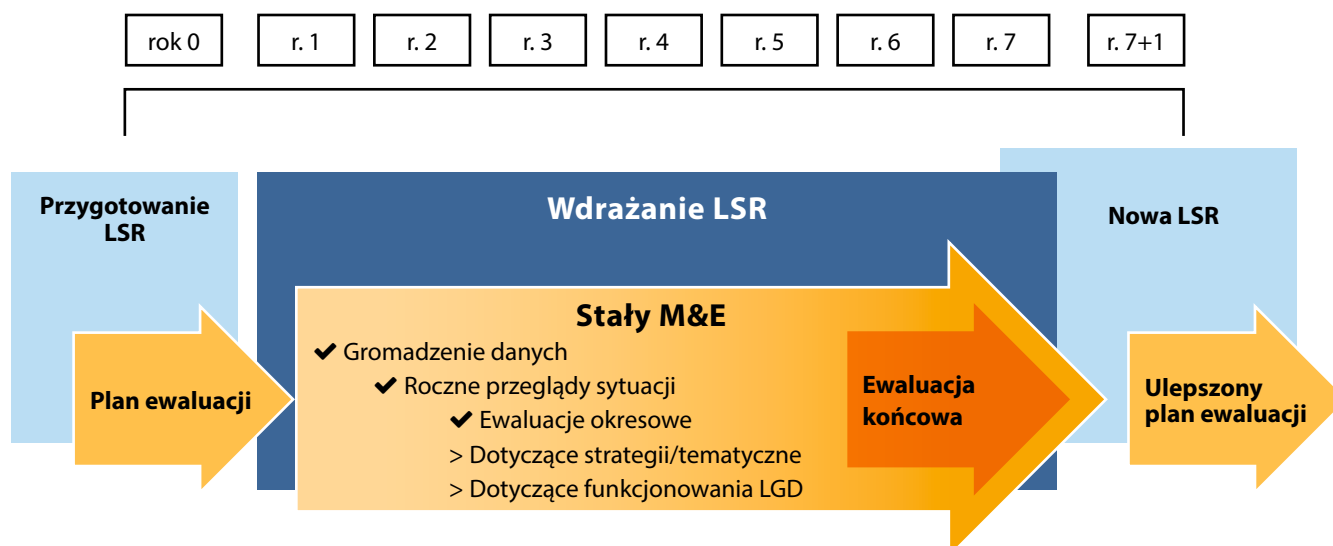 rok 0 r. 1 r. 2 r. 3 r. 4 r. 5 r. 6 r. 7 r. 7+1
Przygotowanie
LSR
Wdrażanie LSR
Nowa LSR
Plan ewaluacji
Stały M&E
✔ Gromadzenie danych
✔ Roczne przeglądy sytuacji
✔ Ewaluacje okresowe
> Dotyczące strategii/tematyczne
> Dotyczące funkcjonowania LGD
Ewaluacja
końcowa
Ulepszony
plan ewaluacji